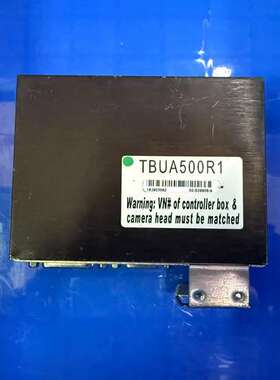 TBUA500R1
Warning: VN# of controller box &
camera head must be matched